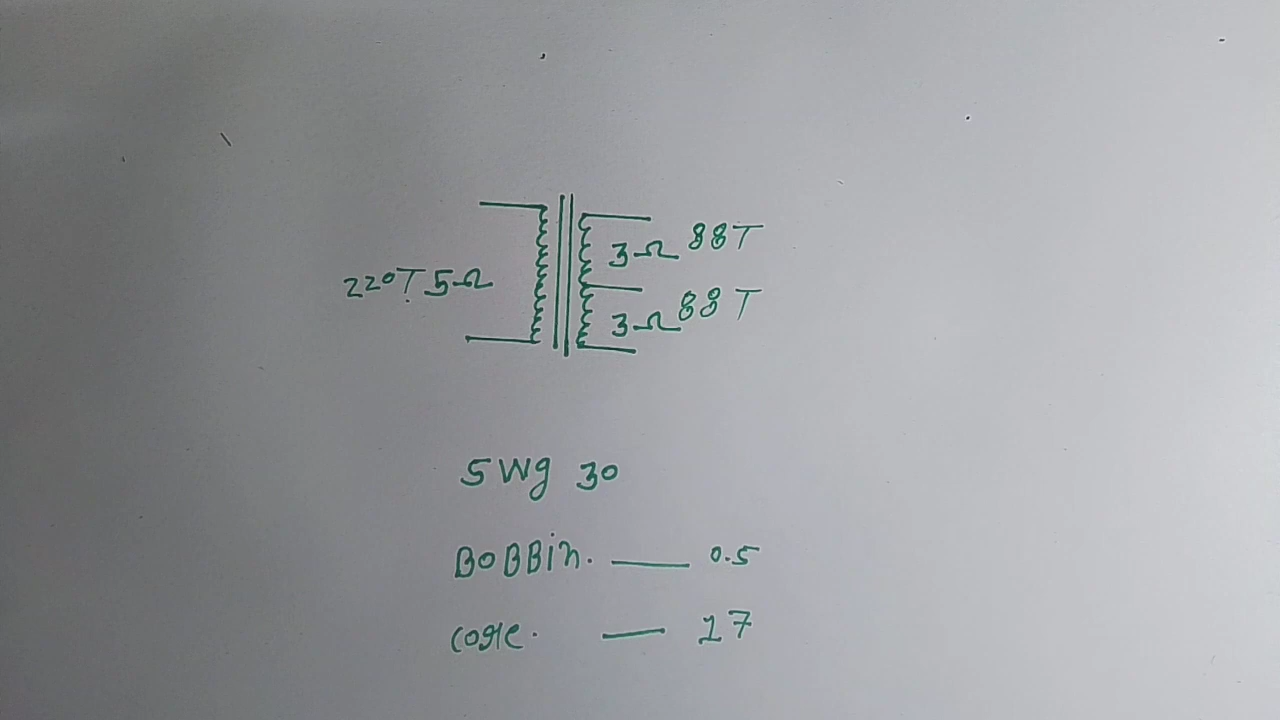 88T
3Ω
220T 5Ω
88T
3Ω
SWg 30
BOBBin. — 0.5
core. — 17